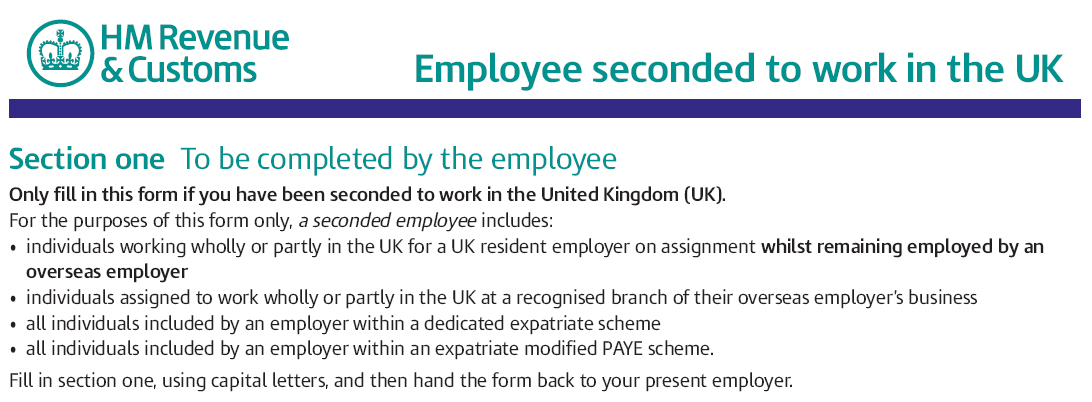 HM Revenue
& Customs
Employee seconded to work in the UK
Section one To be completed by the employee
Only fill in this form if you have been seconded to work in the United Kingdom (UK).
For the purposes of this form only, a seconded employee includes:
• individuals working wholly or partly in the UK for a UK resident employer on assignment whilst remaining employed by an
overseas employer
• individuals assigned to work wholly or partly in the UK at a recognised branch of their overseas employer's business
• all individuals included by an employer within a dedicated expatriate scheme
• all individuals included by an employer within an expatriate modified PAYE scheme.
Fill in section one, using capital letters, and then hand the form back to your present employer.